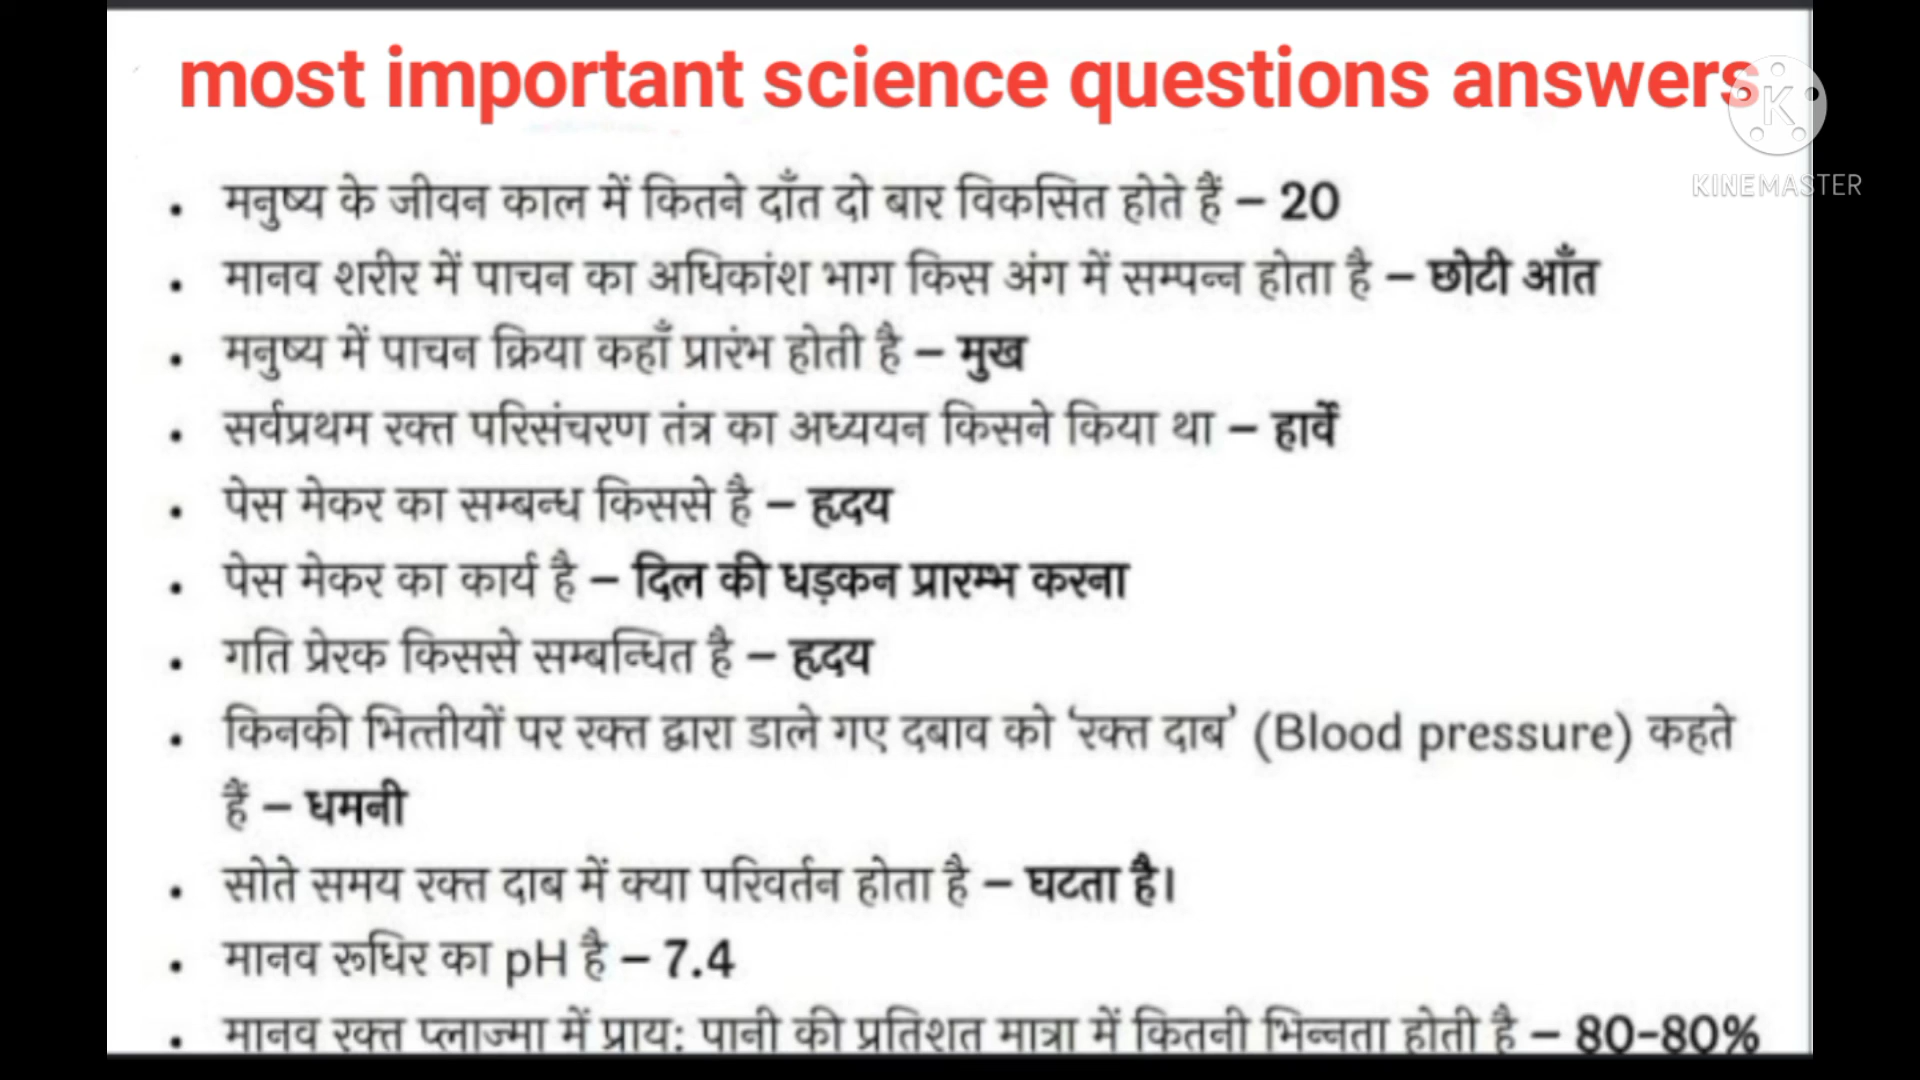 most important science questions answers
K
KINEMASTER
• मनुष्य के जीवन काल में कितने दाँत दो बार विकसित होते हैं – 20
• मानव शरीर में पाचन का अधिकांश भाग किस अंग में सम्पन्न होता है – छोटी आँत
• मनुष्य में पाचन क्रिया कहाँ प्रारंभ होती है – मुख
• सर्वप्रथम रक्त परिसंचरण तंत्र का अध्ययन किसने किया था – हार्वे
• पेस मेकर का सम्बन्ध किससे है – हृदय
• पेस मेकर का कार्य है – दिल की धड़कन प्रारम्भ करना
• गति प्रेरक किससे सम्बन्धित है – हृदय
• किनकी भित्तीयों पर रक्त द्वारा डाले गए दबाव को ‘रक्त दाब’ (Blood pressure) कहते
हैं – धमनी
• सोते समय रक्त दाब में क्या परिवर्तन होता है – घटता है।
• मानव रूधिर का pH है – 7.4
• मानव रक्त प्लाज्मा में प्राय: पानी की प्रतिशत मात्रा में कितनी भिन्नता होती है – 80-80%